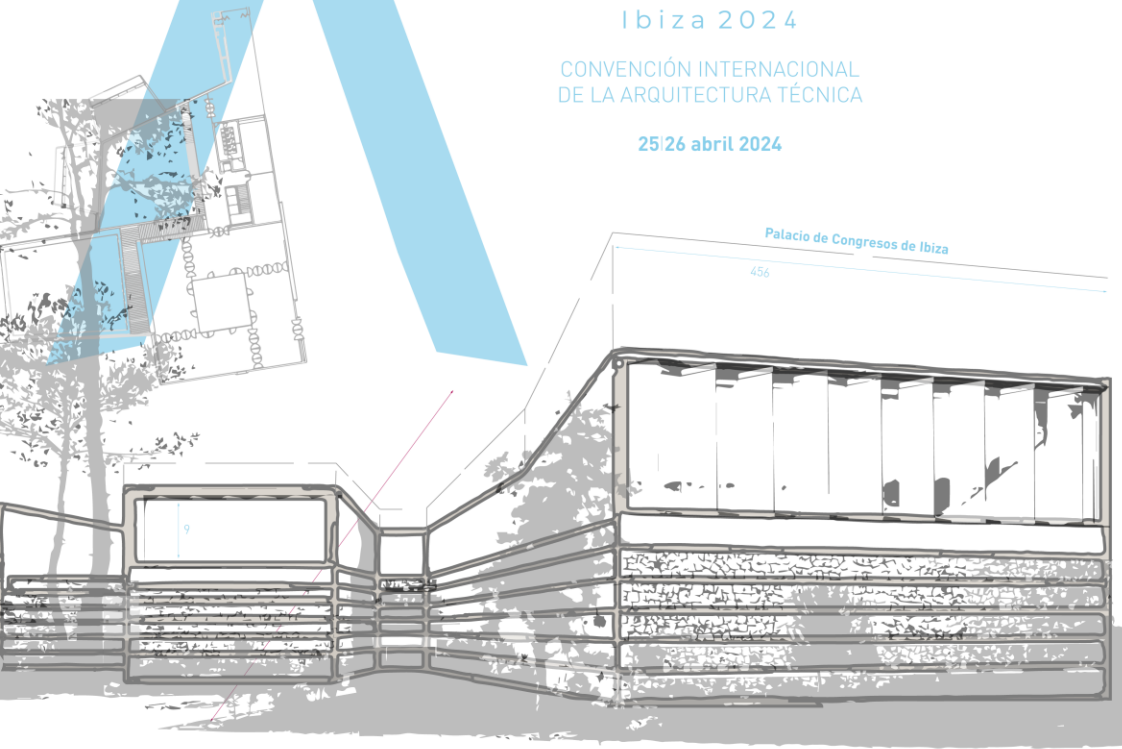 Ibiza 2024
CONVENCIÓN INTERNACIONAL
DE LA ARQUITECTURA TÉCNICA
25|26 abril 2024
Palacio de Congresos de Ibiza
456
9